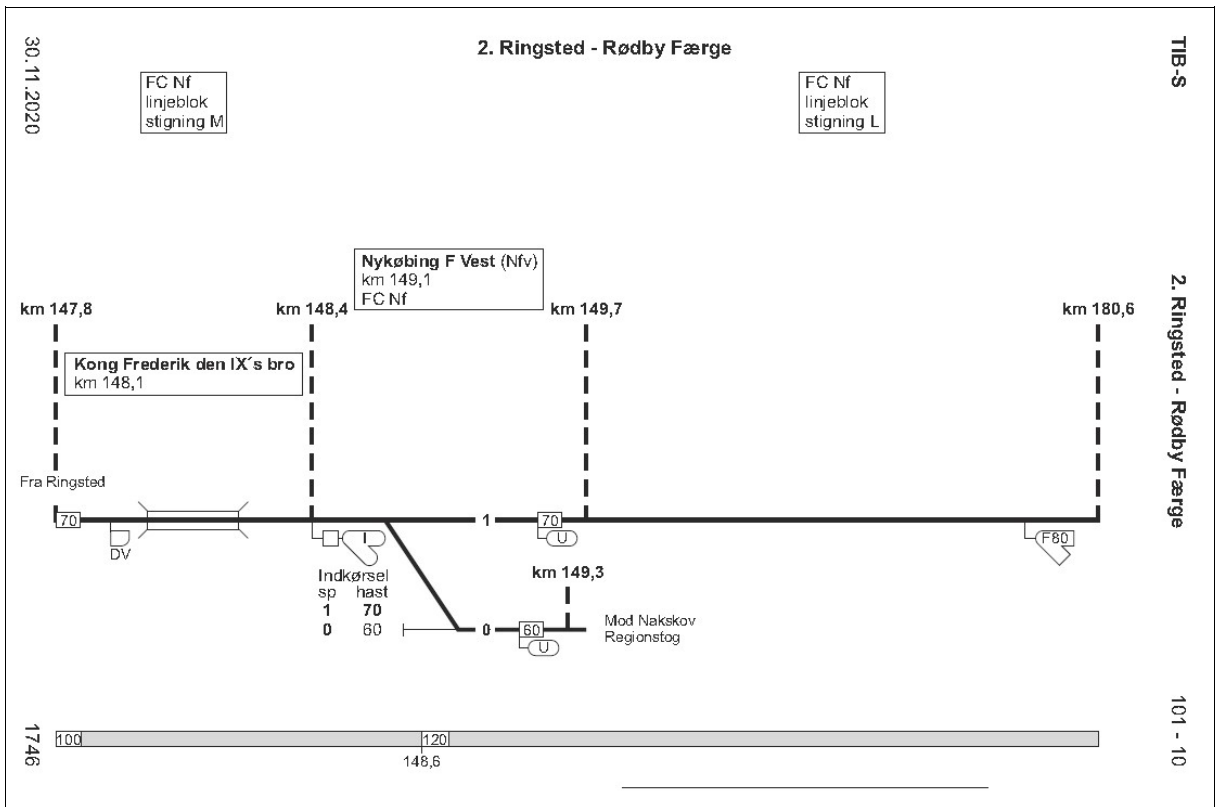 30.11.2020
2. Ringsted - Rødby Færge
TIB-S
FC Nf
linjeblok
stigning M
FC Nf
linjeblok
stigning L
Nykøbing F Vest (Nfv)
km 149,1
FC Nf
km 147,8
km 148,4
km 149,7
km 180,6
2. Ringsted - Rødby Færge
Kong Frederik den IX´s bro
km 148,1
Fra Ringsted
70
1
70
DV
I
U
F80
Indkørsel
sp hast
1 70
0 60
km 149,3
0
60
U
Mod Nakskov
Regionstog
1746
100
120
148,6
101 - 10